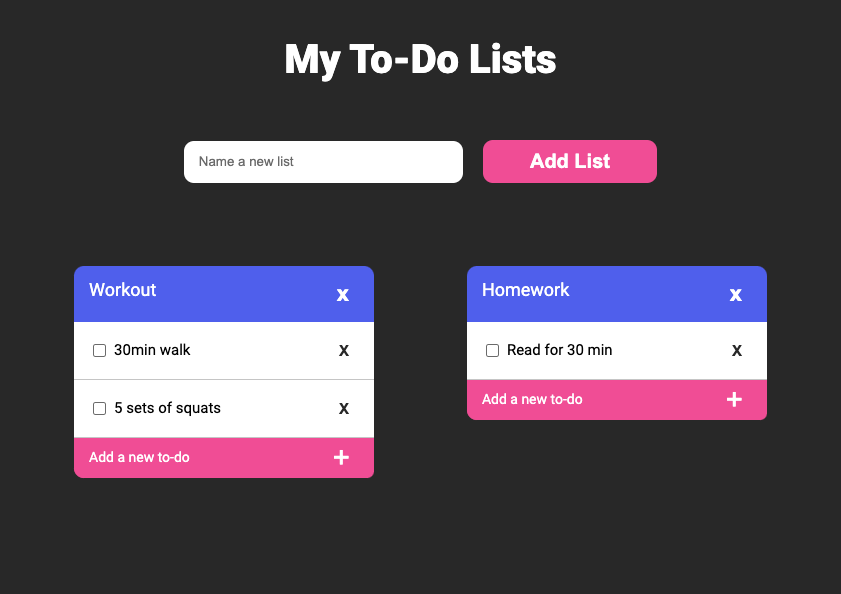 My To-Do Lists
Name a new list
Add List
Workout x
30min walk x
5 sets of squats x
Add a new to-do +
Homework x
Read for 30 min x
Add a new to-do +